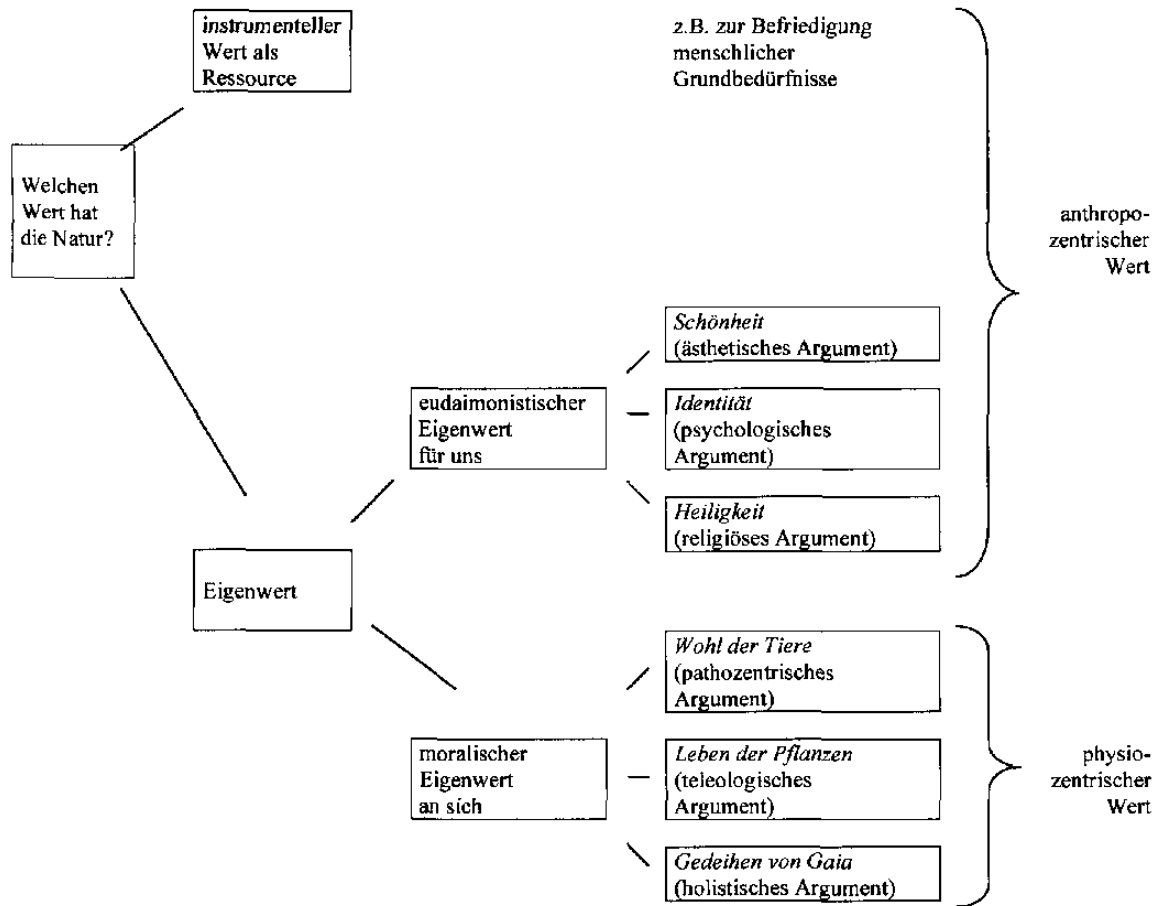 instrumenteller
Wert als
Ressource
z.B. zur Befriedigung
menschlicher
Grundbedürfnisse
Welchen
Wert hat
die Natur?
anthropo-
zentrischer
Wert
Schönheit
(ästhetisches Argument)
eudaimonistischer
Eigenwert
für uns
Identität
(psychologisches
Argument)
Heiligkeit
(religiöses Argument)
Eigenwert
Wohl der Tiere
(pathozentrisches
Argument)
moralischer
Eigenwert
an sich
Leben der Pflanzen
(teleologisches
Argument)
physio-
zentrischer
Wert
Gedeihen von Gaia
(holistisches Argument)